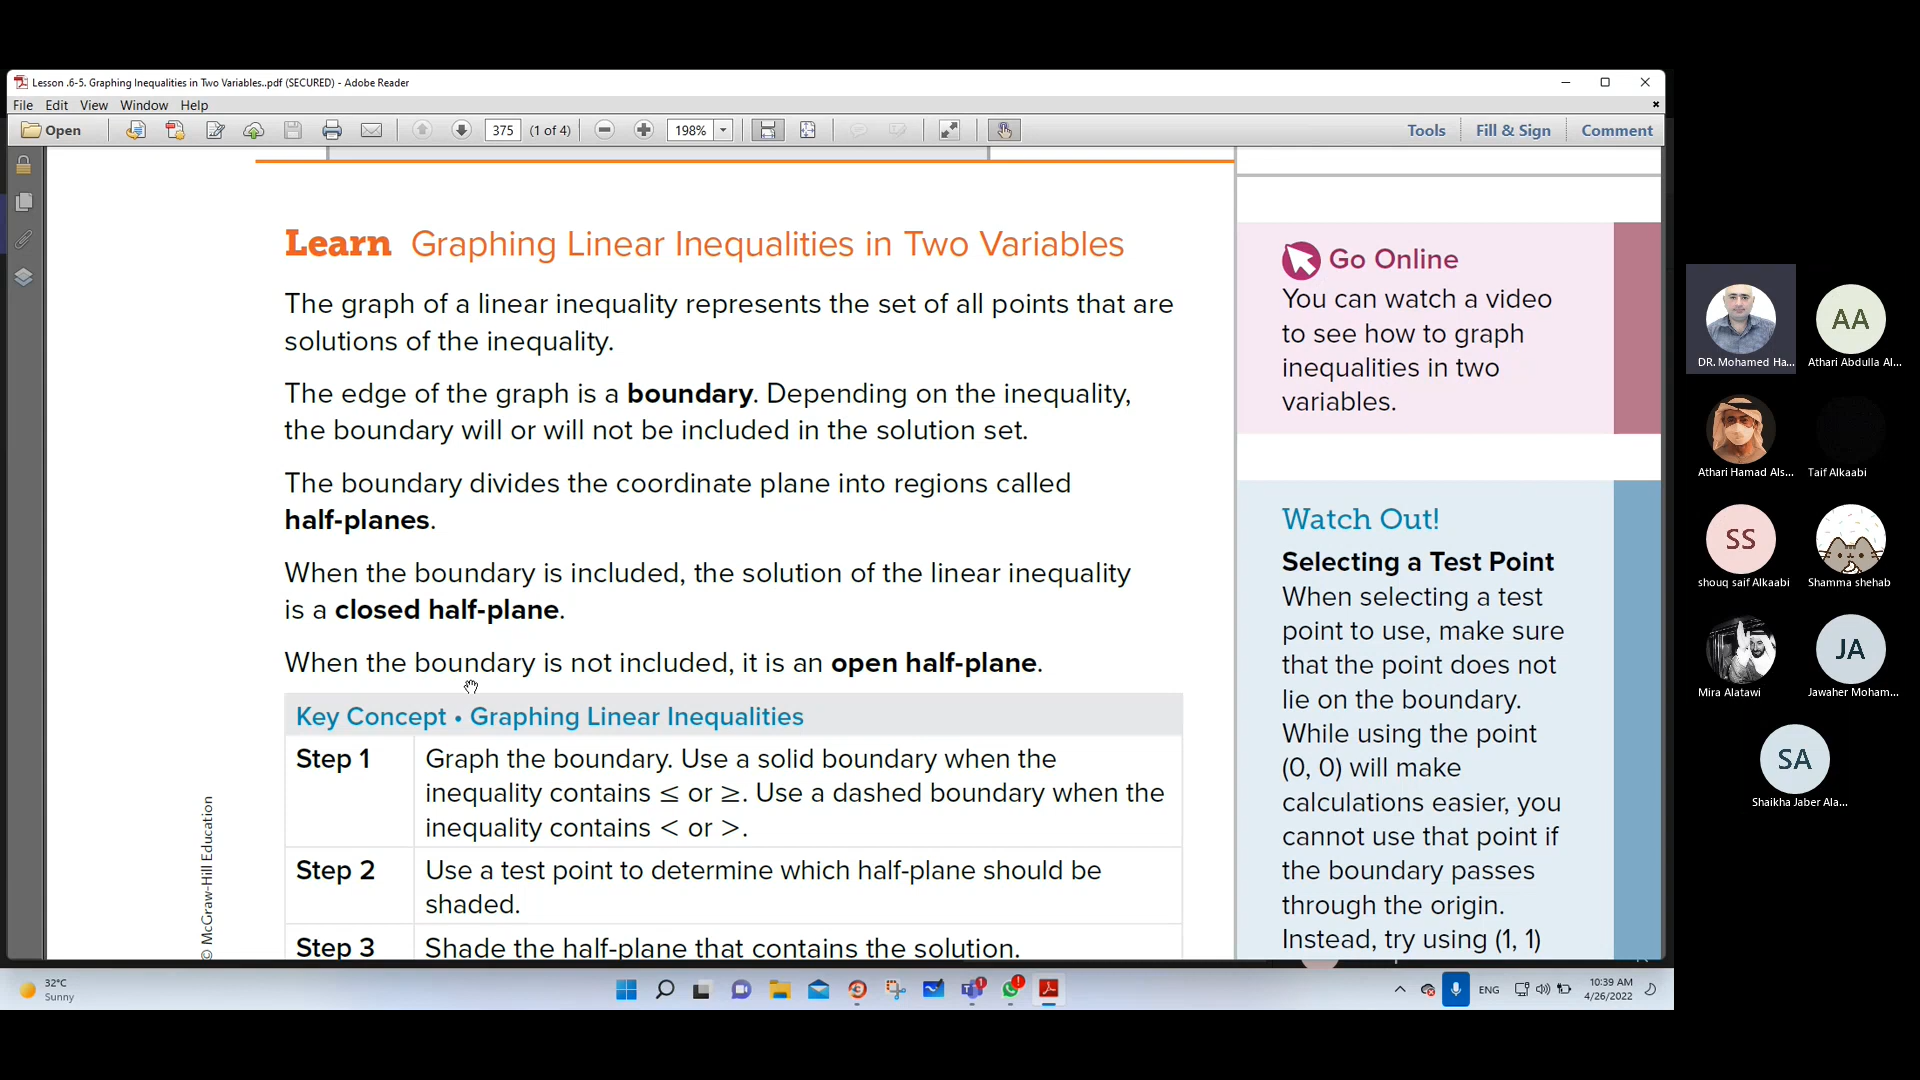 Lesson .6-5. Graphing Inequalities in Two Variables..pdf (SECURED) - Adobe Reader
File Edit View Window Help
Open 375 (1 of 4) 198% Tools Fill & Sign Comment
Learn Graphing Linear Inequalities in Two Variables
The graph of a linear inequality represents the set of all points that are
solutions of the inequality.
The edge of the graph is a boundary. Depending on the inequality,
the boundary will or will not be included in the solution set.
The boundary divides the coordinate plane into regions called
half-planes.
When the boundary is included, the solution of the linear inequality
is a closed half-plane.
When the boundary is not included, it is an open half-plane.
Key Concept • Graphing Linear Inequalities
Step 1 Graph the boundary. Use a solid boundary when the
inequality contains ≤ or ≥. Use a dashed boundary when the
inequality contains < or >.
Step 2 Use a test point to determine which half-plane should be
shaded.
Step 3 Shade the half-plane that contains the solution.
© McGraw-Hill Education
Go Online
You can watch a video
to see how to graph
inequalities in two
variables.
Watch Out!
Selecting a Test Point
When selecting a test
point to use, make sure
that the point does not
lie on the boundary.
While using the point
(0, 0) will make
calculations easier, you
cannot use that point if
the boundary passes
through the origin.
Instead, try using (1, 1)
AA
DR. Mohamed Ha... Athari Abdulla Al...
Athari Hamad Als... Taif Alkaabi
SS
shouq saif Alkaabi Shamma shehab
JA
Mira Alatawi Jawaher Moham...
SA
Shaikha Jaber Ala...
32°C
Sunny
ENG
10:39 AM
4/26/2022